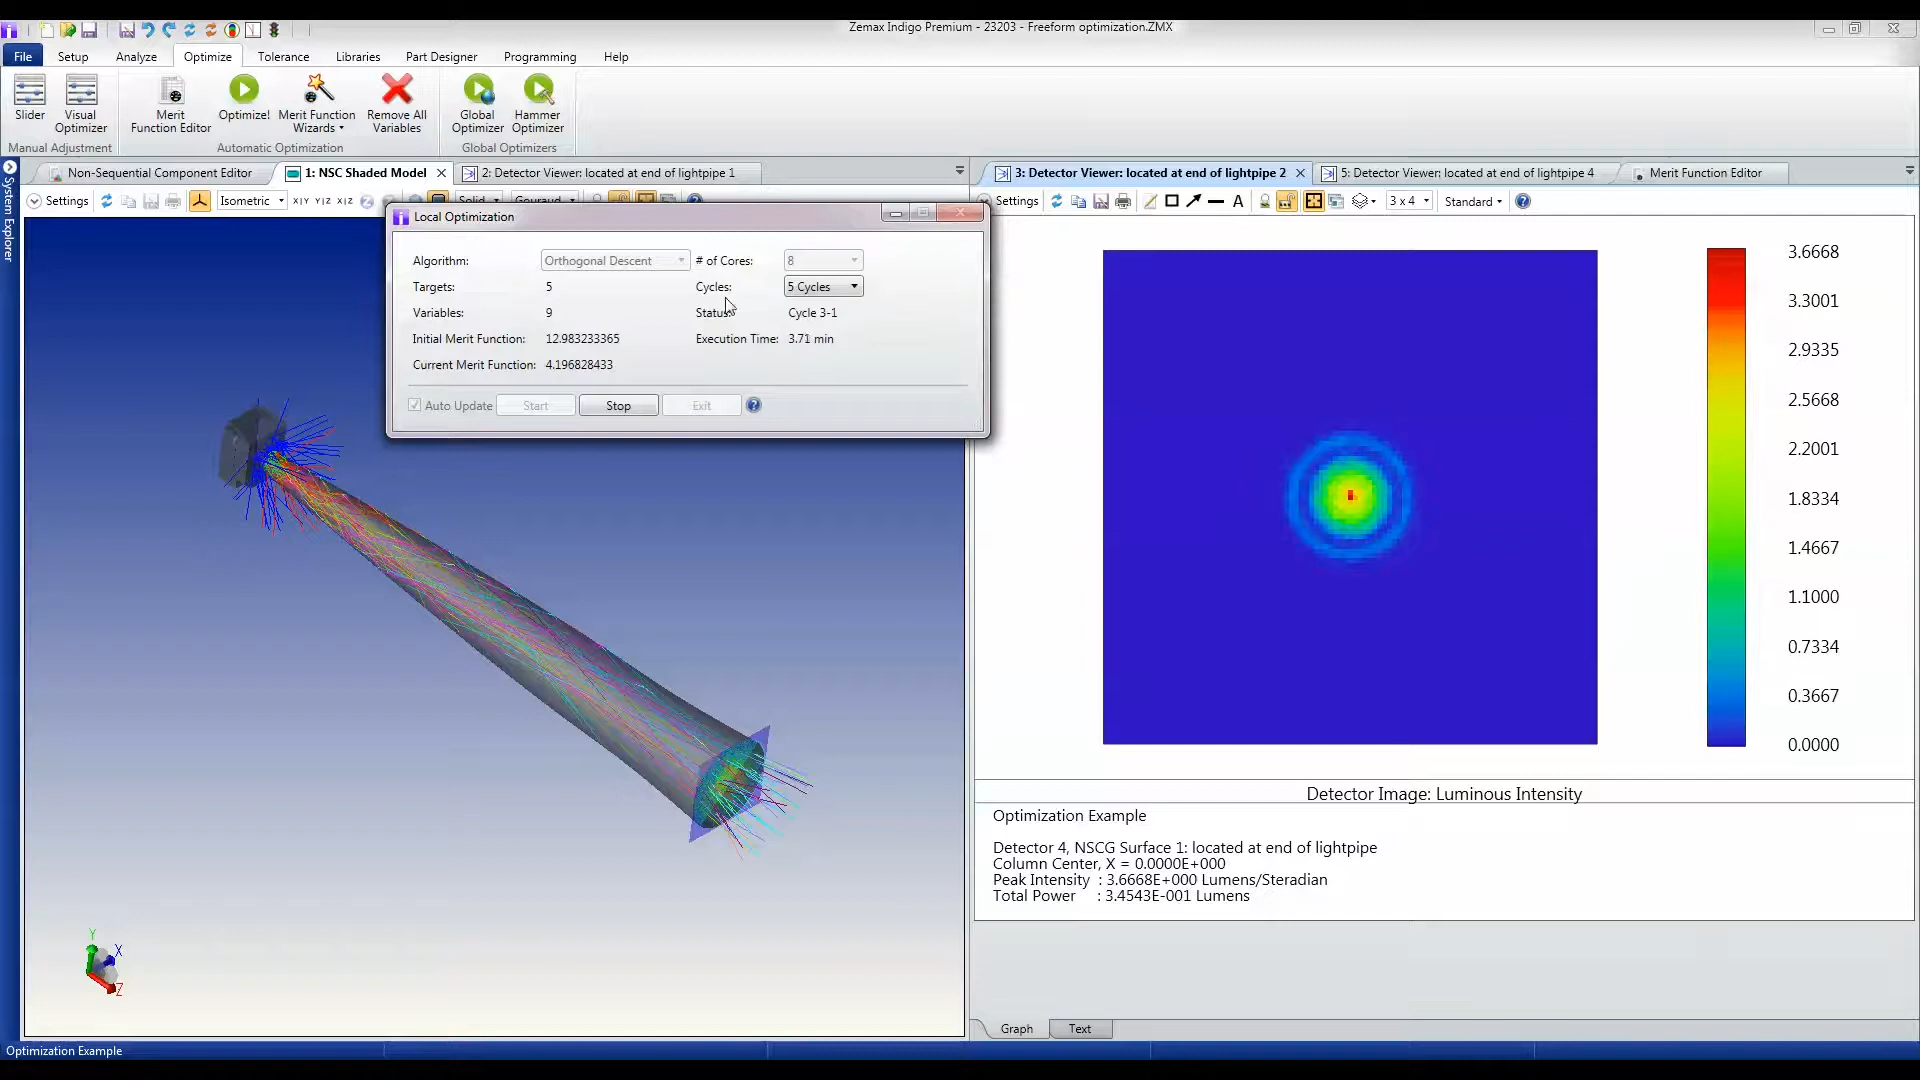 Zemax Indigo Premium - 23203 - Freeform optimization.ZMX
File Setup Analyze Optimize Tolerance Libraries Part Designer Programming Help
Slider
Visual Optimizer
Merit Function Editor
Optimize!
Merit Function Wizards
Remove All Variables
Global Optimizer
Hammer Optimizer
Manual Adjustment
Automatic Optimization
Global Optimizers
System Explorer
Non-Sequential Component Editor
1: NSC Shaded Model
2: Detector Viewer: located at end of lightpipe 1
Settings
Isometric
X|Y Y|Z X|Z
Local Optimization
Algorithm: Orthogonal Descent # of Cores: 8
Targets: 5 Cycles: 5 Cycles
Variables: 9 Status: Cycle 3-1
Initial Merit Function: 12.983233365 Execution Time: 3.71 min
Current Merit Function: 4.196828433
Auto Update Start Stop Exit
Y
X
Z
3: Detector Viewer: located at end of lightpipe 2
5: Detector Viewer: located at end of lightpipe 4
Merit Function Editor
Settings
A
3 x 4
Standard
3.6668
3.3001
2.9335
2.5668
2.2001
1.8334
1.4667
1.1000
0.7334
0.3667
0.0000
Detector Image: Luminous Intensity
Optimization Example
Detector 4, NSCG Surface 1: located at end of lightpipe
Column Center, X = 0.0000E+000
Peak Intensity : 3.6668E+000 Lumens/Steradian
Total Power : 3.4543E-001 Lumens
Graph Text
Optimization Example